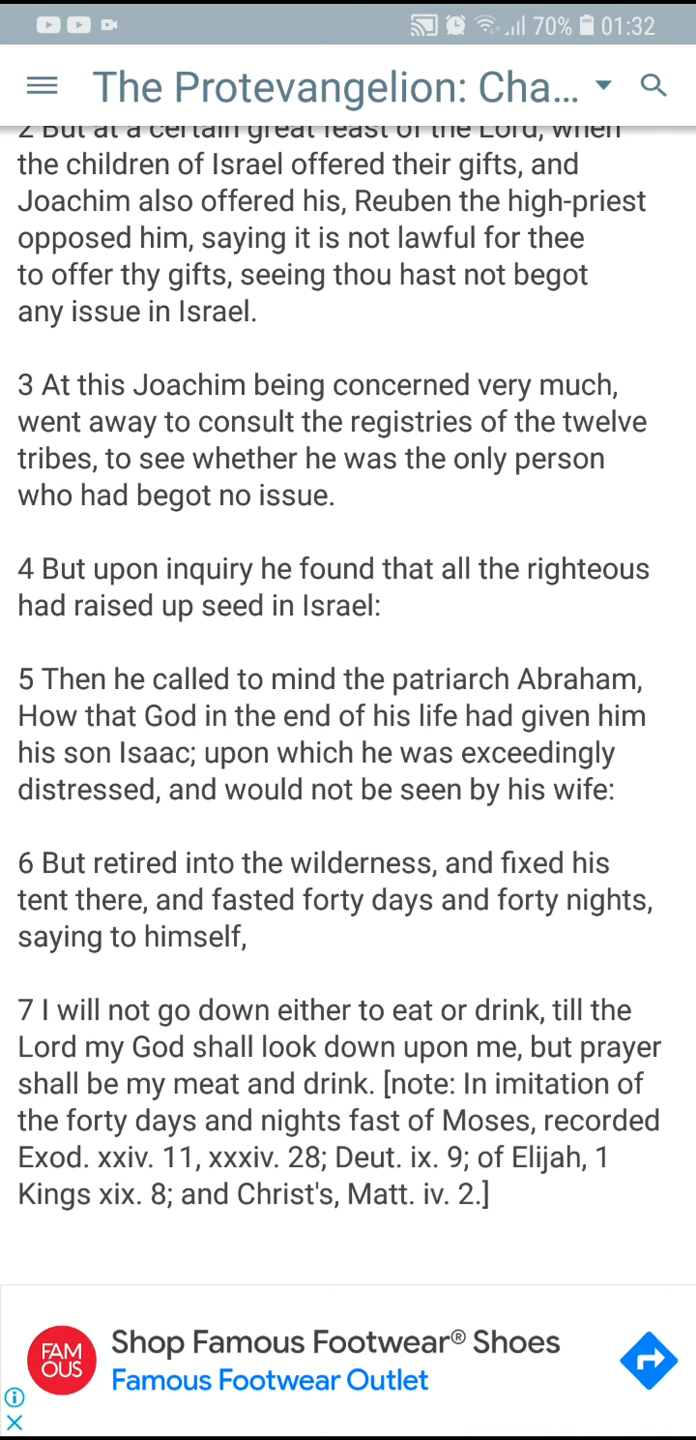 70% 01:32
The Protevangelion: Cha...
2 But at a certain great feast of the Lord, when
the children of Israel offered their gifts, and
Joachim also offered his, Reuben the high-priest
opposed him, saying it is not lawful for thee
to offer thy gifts, seeing thou hast not begot
any issue in Israel.
3 At this Joachim being concerned very much,
went away to consult the registries of the twelve
tribes, to see whether he was the only person
who had begot no issue.
4 But upon inquiry he found that all the righteous
had raised up seed in Israel:
5 Then he called to mind the patriarch Abraham,
How that God in the end of his life had given him
his son Isaac; upon which he was exceedingly
distressed, and would not be seen by his wife:
6 But retired into the wilderness, and fixed his
tent there, and fasted forty days and forty nights,
saying to himself,
7 I will not go down either to eat or drink, till the
Lord my God shall look down upon me, but prayer
shall be my meat and drink. [note: In imitation of
the forty days and nights fast of Moses, recorded
Exod. xxiv. 11, xxxiv. 28; Deut. ix. 9; of Elijah, 1
Kings xix. 8; and Christ's, Matt. iv. 2.]
FAM
OUS
Shop Famous Footwear® Shoes
Famous Footwear Outlet